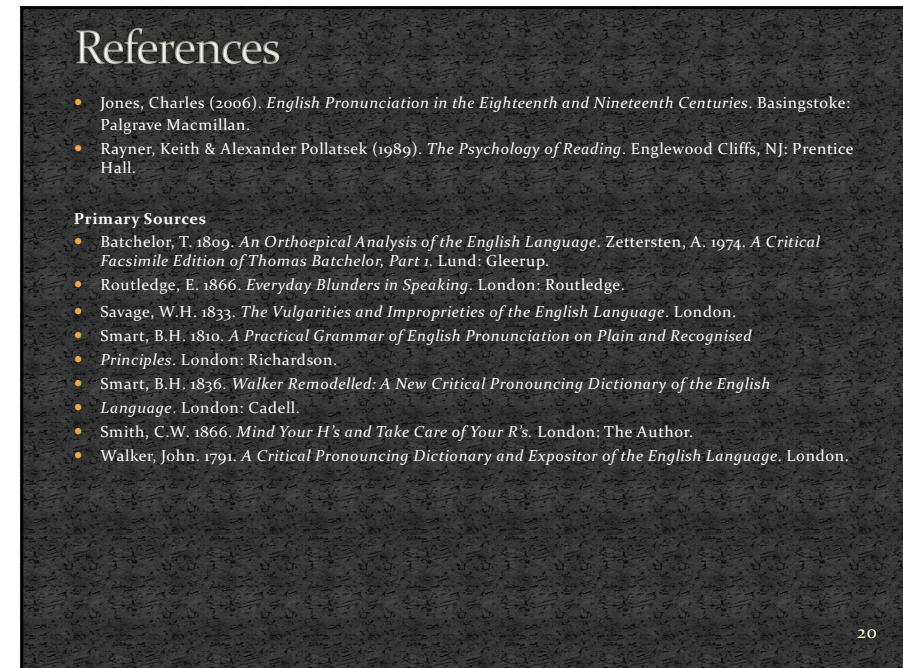 References
• Jones, Charles (2006). English Pronunciation in the Eighteenth and Nineteenth Centuries. Basingstoke:
Palgrave Macmillan.
• Rayner, Keith & Alexander Pollatsek (1989). The Psychology of Reading. Englewood Cliffs, NJ: Prentice
Hall.
Primary Sources
• Batchelor, T. 1809. An Orthoepical Analysis of the English Language. Zettersten, A. 1974. A Critical
Facsimile Edition of Thomas Batchelor, Part 1. Lund: Gleerup.
• Routledge, E. 1866. Everyday Blunders in Speaking. London: Routledge.
• Savage, W.H. 1833. The Vulgarities and Improprieties of the English Language. London.
• Smart, B.H. 1810. A Practical Grammar of English Pronunciation on Plain and Recognised
• Principles. London: Richardson.
• Smart, B.H. 1836. Walker Remodelled: A New Critical Pronouncing Dictionary of the English
• Language. London: Cadell.
• Smith, C.W. 1866. Mind Your H's and Take Care of Your R's. London: The Author.
• Walker, John. 1791. A Critical Pronouncing Dictionary and Expositor of the English Language. London.
20